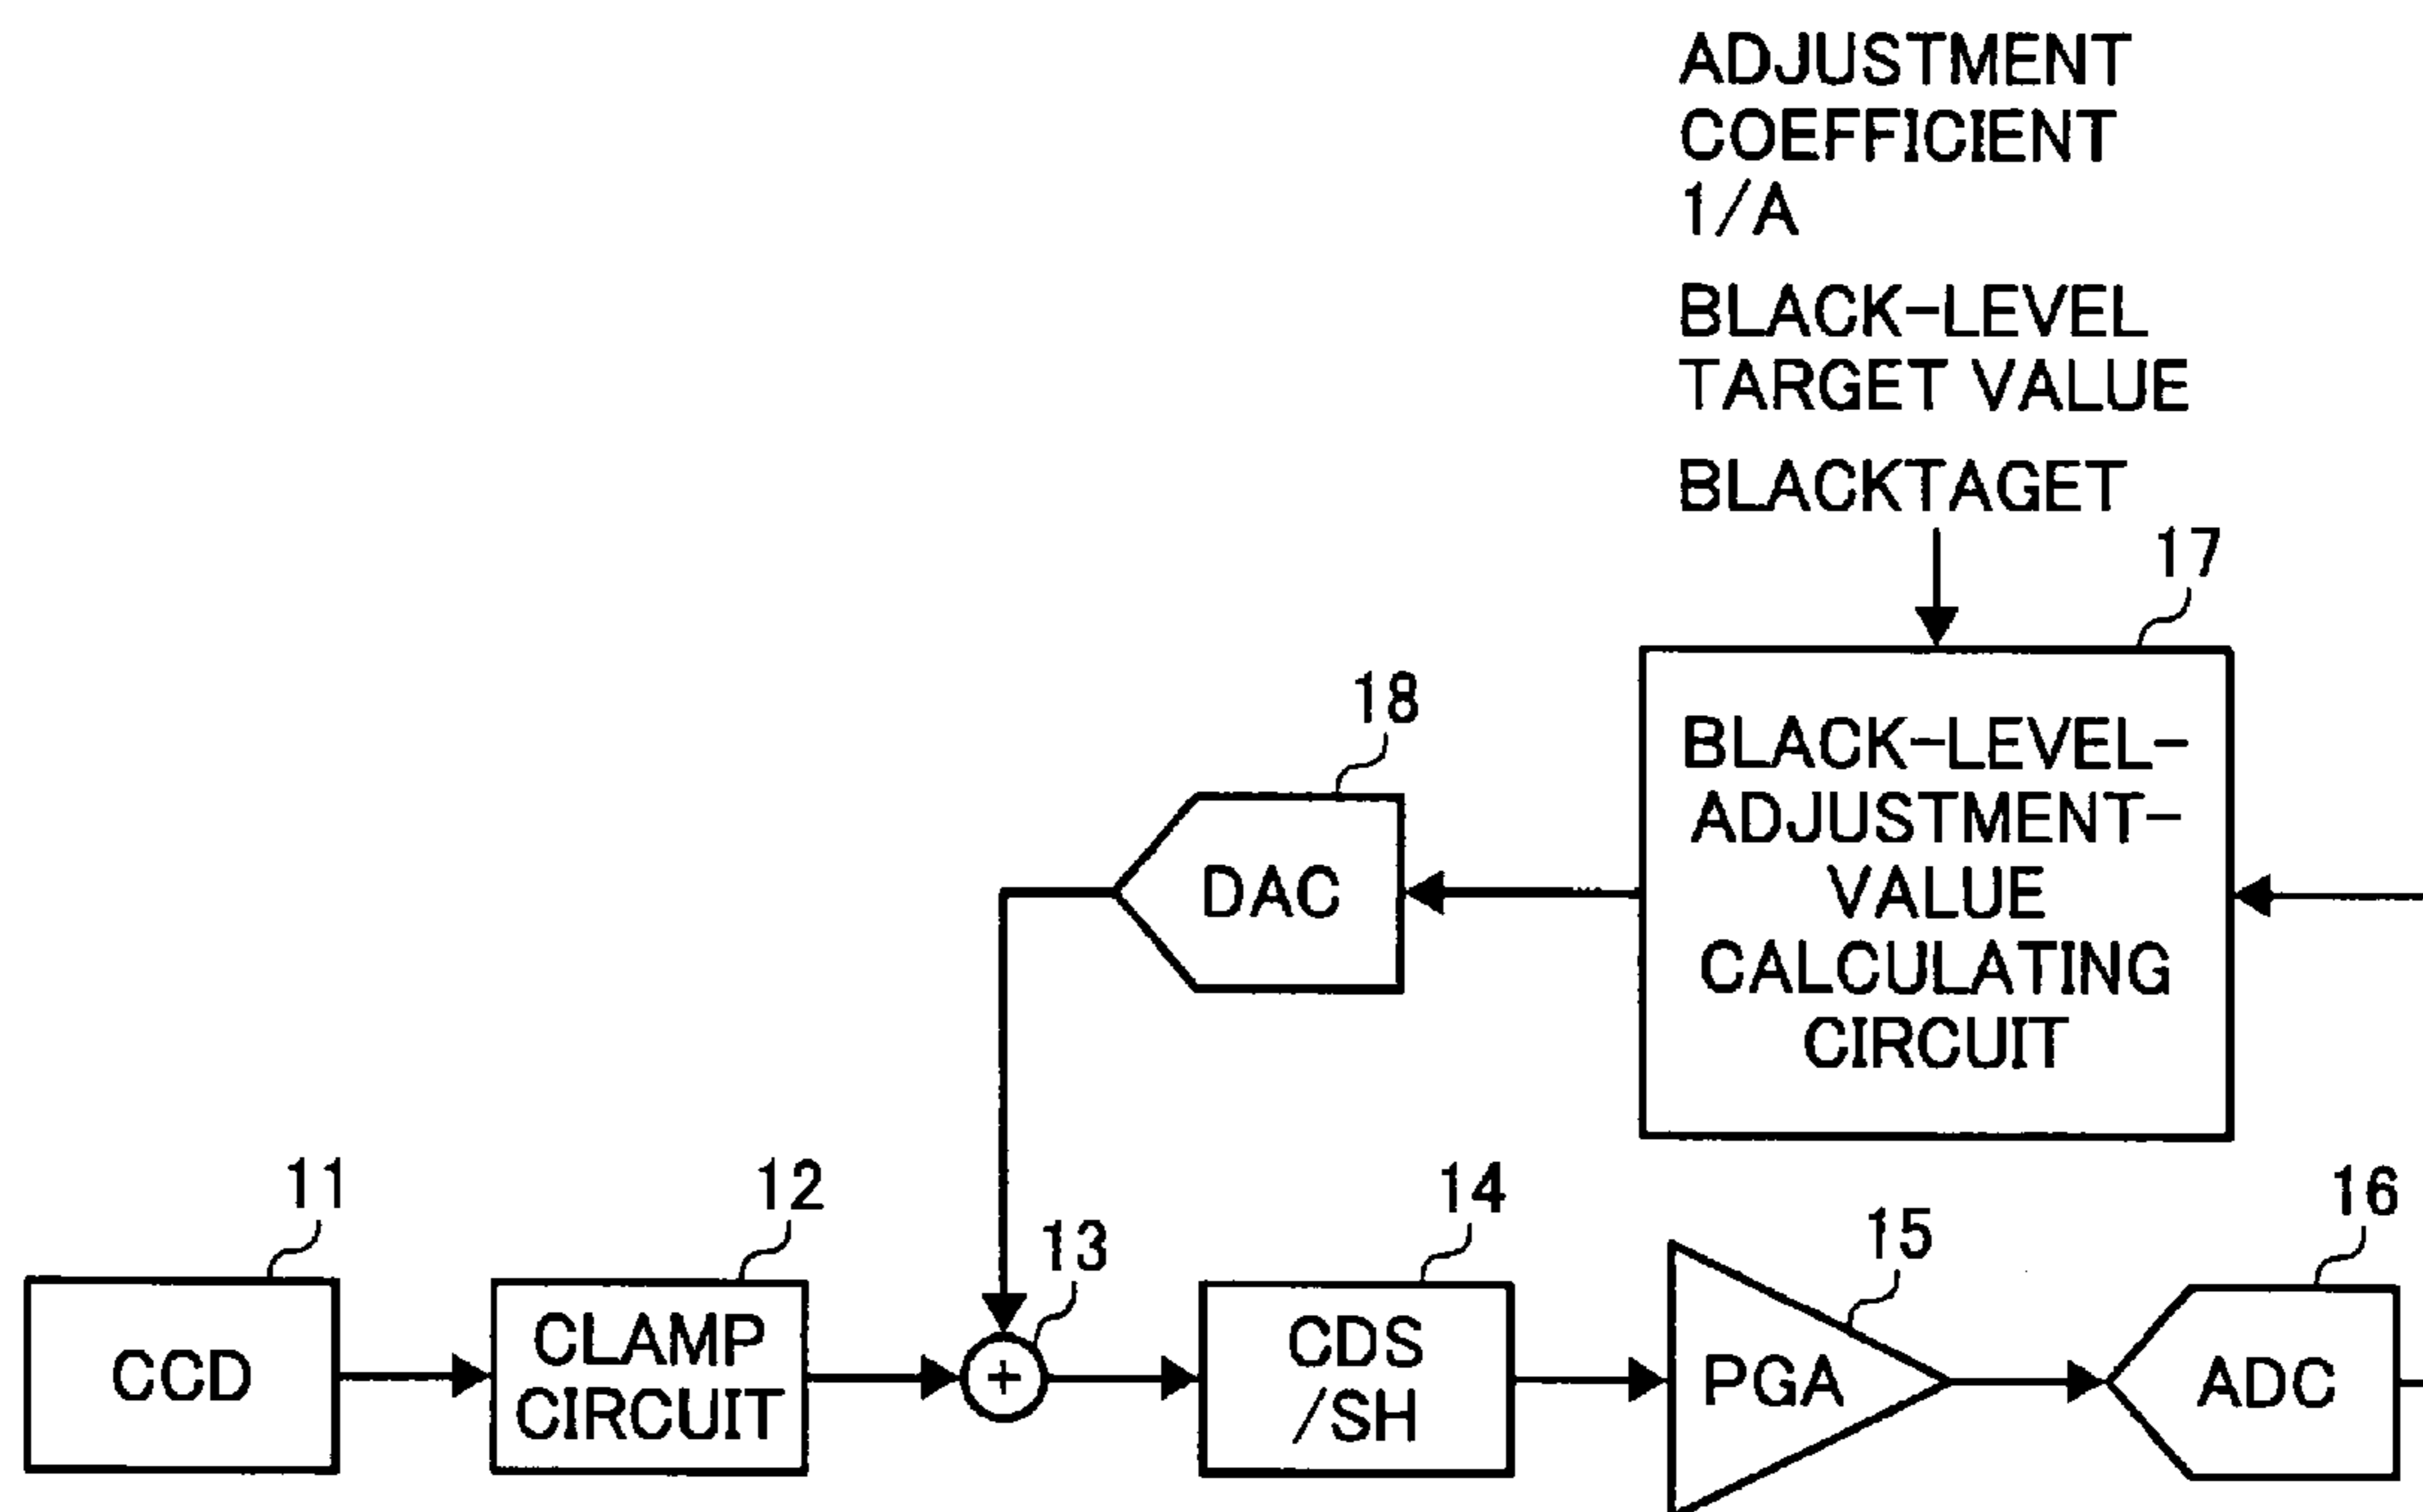 ADJUSTMENT
COEFFICIENT
1/A
BLACK-LEVEL
TARGET VALUE
BLACKTAGET
17
18
BLACK-LEVEL-
ADJUSTMENT-
VALUE
CALCULATING
CIRCUIT
DAC
11
12
13
14
15
16
CCD
CLAMP
CIRCUIT
+
CDS
/SH
PGA
ADC